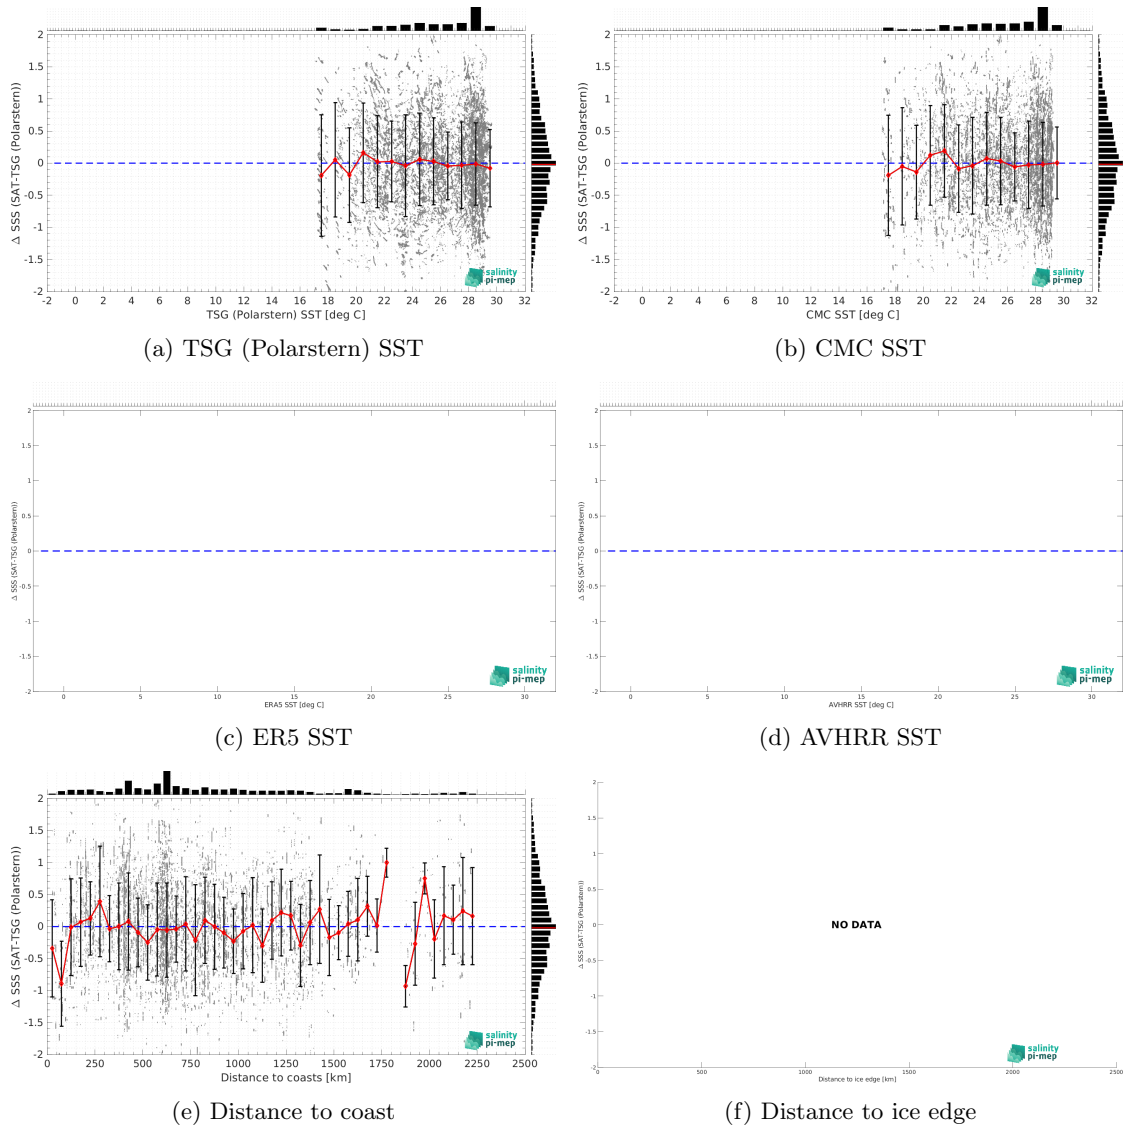 2
1.5
1
0.5
0
-0.5
-1
-1.5
-2
Δ SSS (SAT-TSG (Polarstern))
salinity
pi-mep
-2 0 2 4 6 8 10 12 14 16 18 20 22 24 26 28 30 32
TSG (Polarstern) SST [deg C]
(a) TSG (Polarstern) SST
2
1.5
1
0.5
0
-0.5
-1
-1.5
-2
Δ SSS (SAT-TSG (Polarstern))
salinity
pi-mep
-2 0 2 4 6 8 10 12 14 16 18 20 22 24 26 28 30 32
CMC SST [deg C]
(b) CMC SST
2
1.5
1
0.5
0
-0.5
-1
-1.5
-2
Δ SSS (SAT-TSG (Polarstern))
salinity
pi-mep
0 5 10 15 20 25 30
ERA5 SST [deg C]
(c) ER5 SST
2
1.5
1
0.5
0
-0.5
-1
-1.5
-2
Δ SSS (SAT-TSG (Polarstern))
salinity
pi-mep
0 5 10 15 20 25 30
AVHRR SST [deg C]
(d) AVHRR SST
2
1.5
1
0.5
0
-0.5
-1
-1.5
-2
Δ SSS (SAT-TSG (Polarstern))
salinity
pi-mep
0 250 500 750 1000 1250 1500 1750 2000 2250 2500
Distance to coasts [km]
(e) Distance to coast
2
1.5
1
0.5
0
-0.5
-1
-1.5
-2
Δ SSS (SAT-TSG (Polarstern))
NO DATA
salinity
pi-mep
0 500 1000 1500 2000 2500
Distance to ice edge [km]
(f) Distance to ice edge